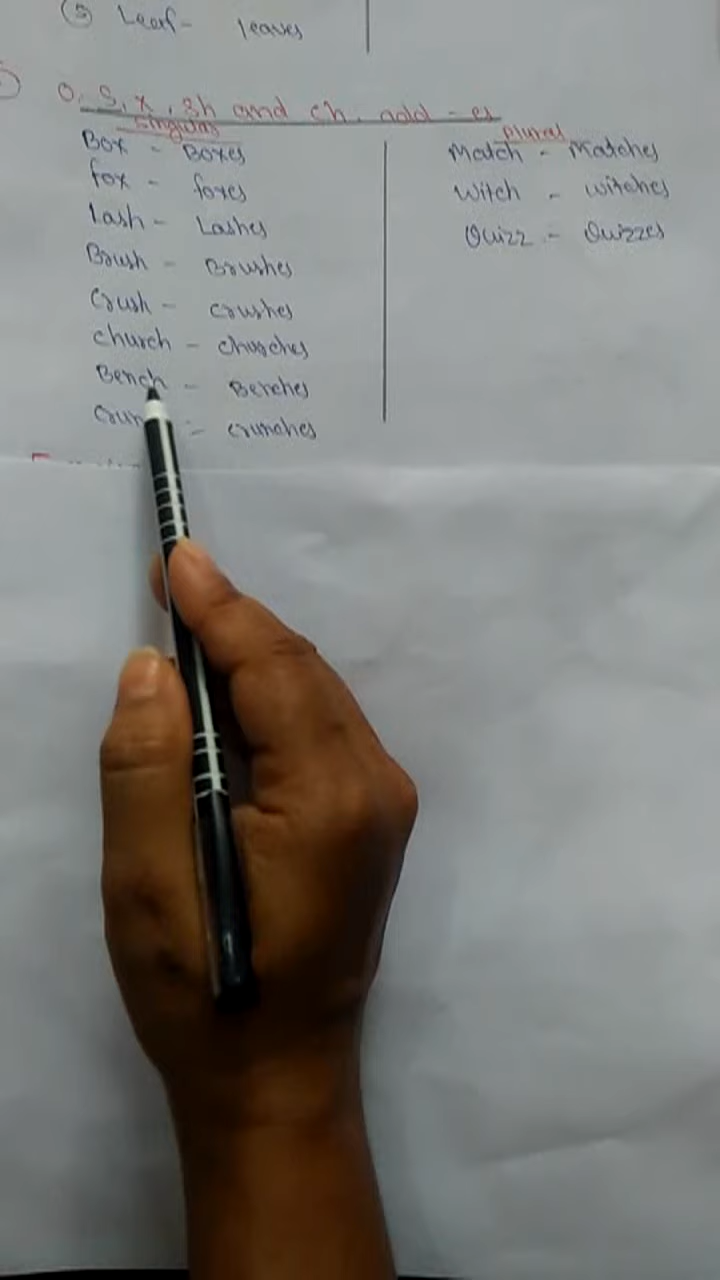 ⑤ Leaf - leaves
O, S, x, sh and ch, add - es
Singular
Box - Boxes
fox - foxes
Lash - Lashes
Brush - Brushes
Crush - crushes
church - churches
Bench - Benches
- crunches
Plural
Match - Matches
Witch - witches
Quizz - Quizzes